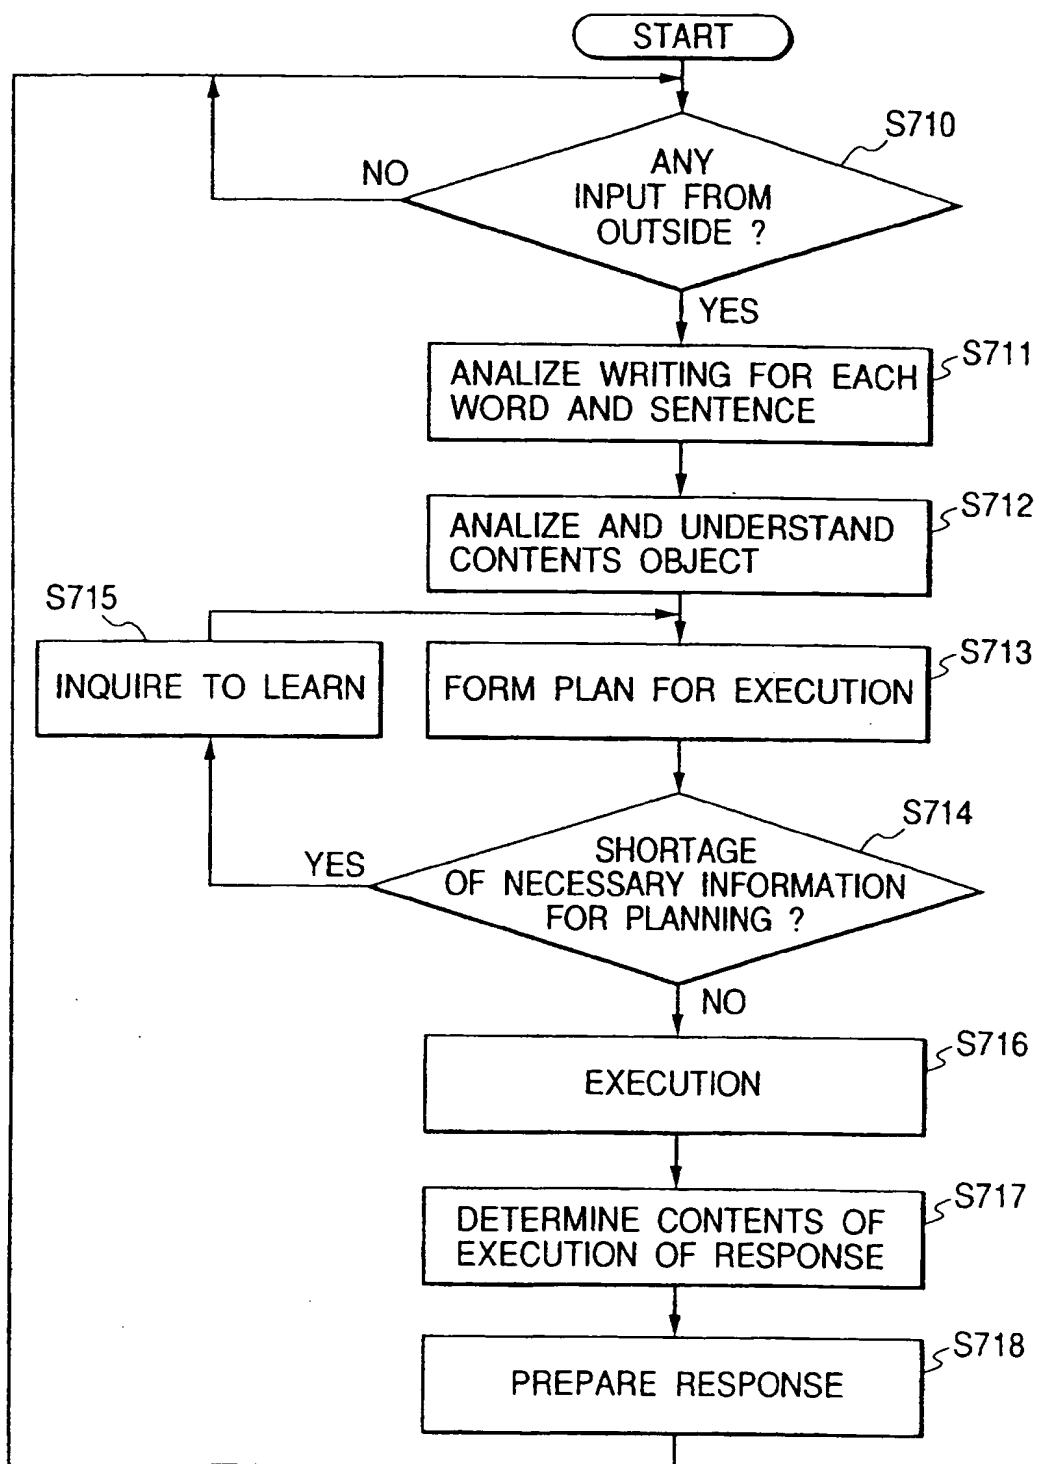 START
S710
ANY
INPUT FROM
OUTSIDE ?
NO
YES
S711
ANALIZE WRITING FOR EACH
WORD AND SENTENCE
S712
ANALIZE AND UNDERSTAND
CONTENTS OBJECT
S715
INQUIRE TO LEARN
S713
FORM PLAN FOR EXECUTION
S714
SHORTAGE
OF NECESSARY INFORMATION
FOR PLANNING ?
YES
NO
S716
EXECUTION
S717
DETERMINE CONTENTS OF
EXECUTION OF RESPONSE
S718
PREPARE RESPONSE